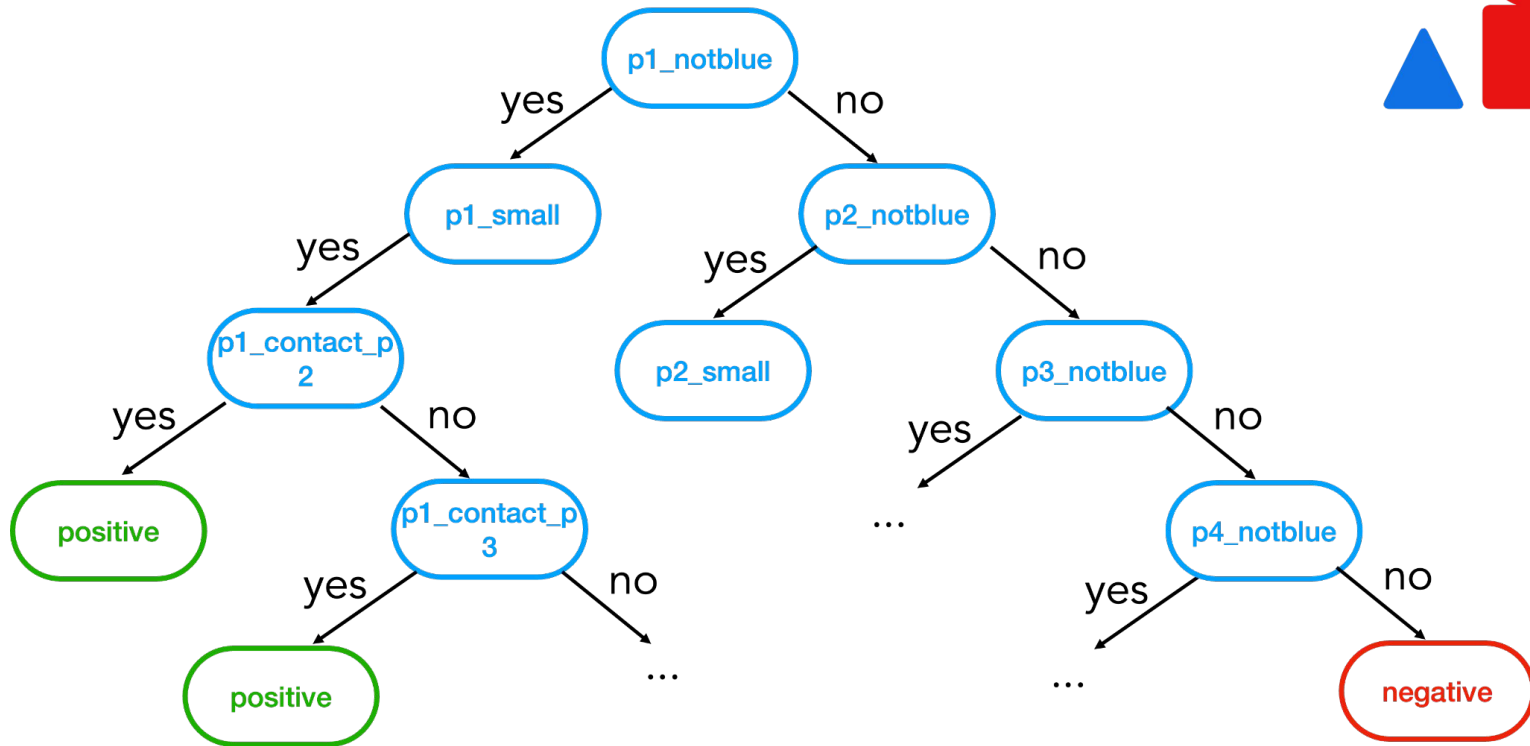 p1_notblue
yes
no
p1_small
p2_notblue
yes
yes
no
p1_contact_p
2
p2_small
p3_notblue
yes
no
yes
no
positive
p1_contact_p
3
...
p4_notblue
yes
no
yes
no
positive
...
...
negative